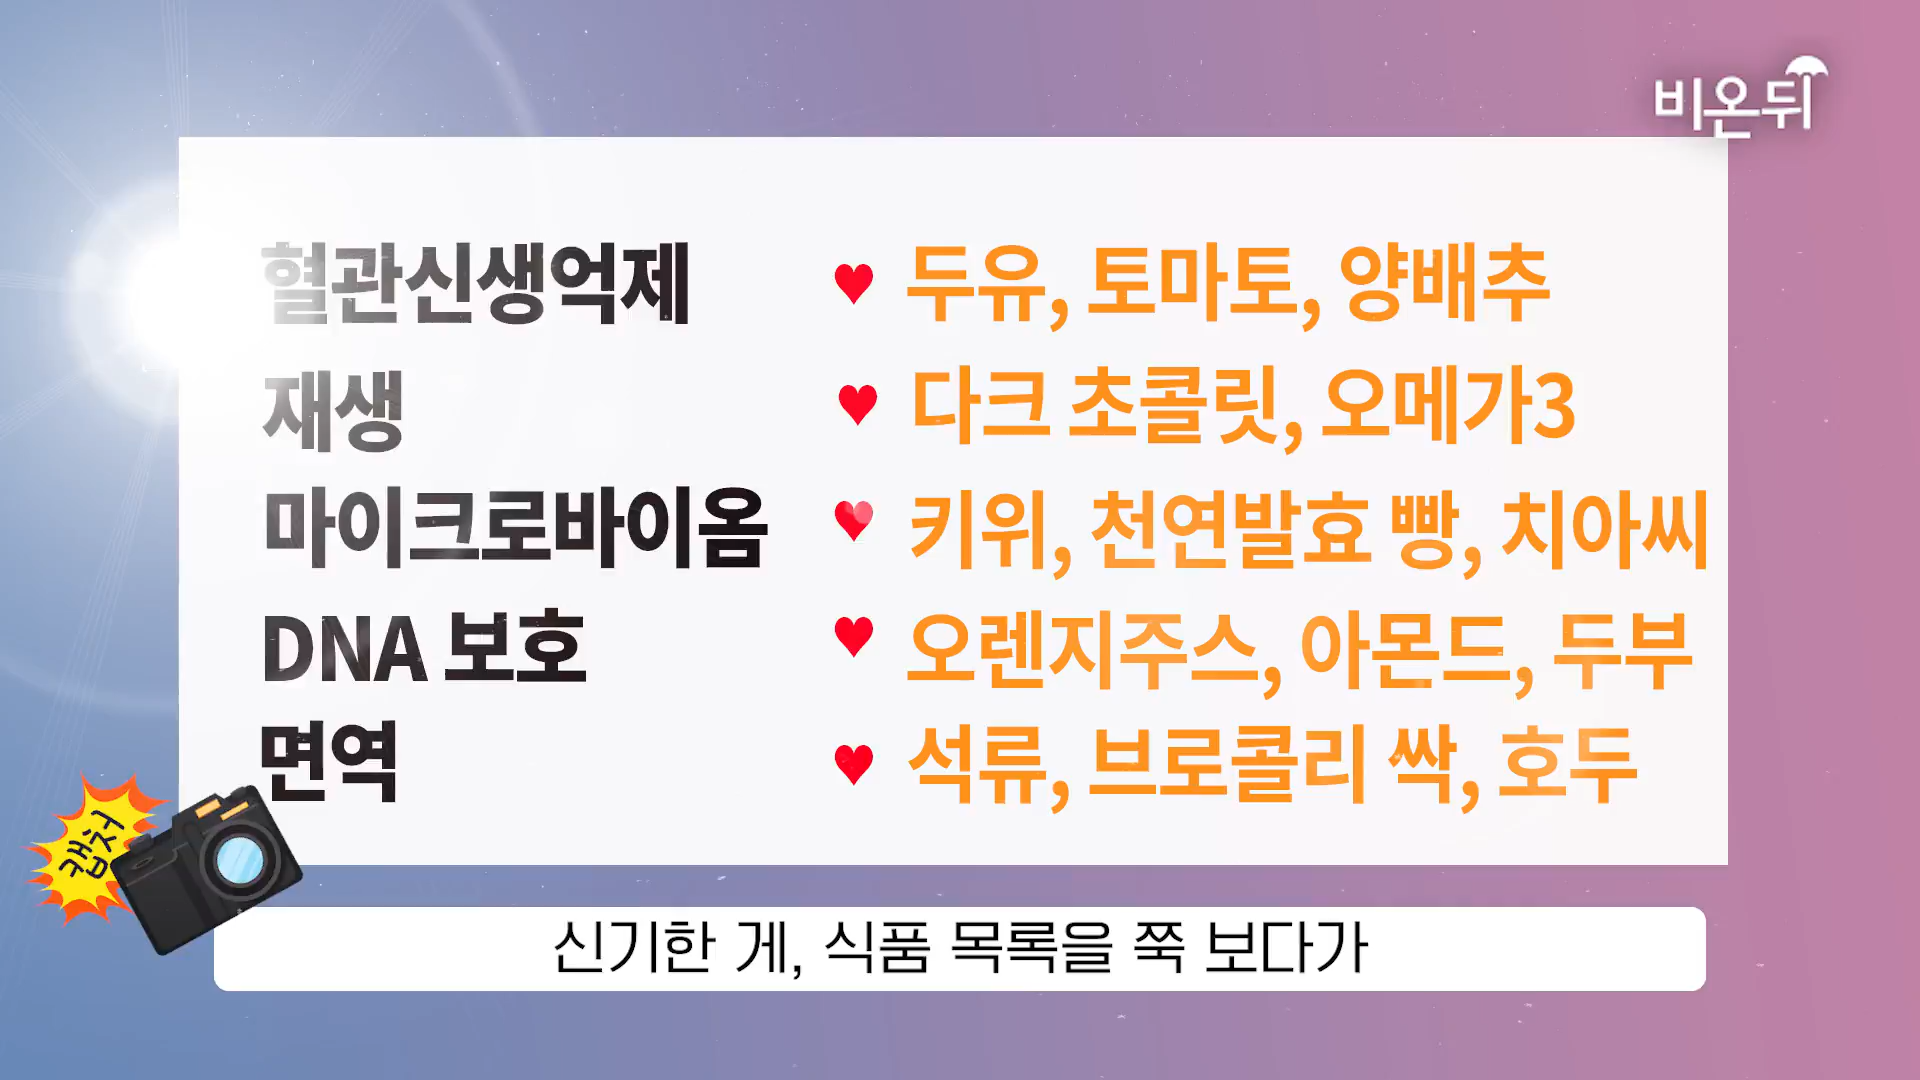 비온뒤
혈관신생억제 ♥ 두유, 토마토, 양배추
재생 ♥ 다크 초콜릿, 오메가3
마이크로바이옴 ♥ 키위, 천연발효 빵, 치아씨
DNA 보호 ♥ 오렌지주스, 아몬드, 두부
면역 ♥ 석류, 브로콜리 싹, 호두
캡처
신기한 게, 식품 목록을 쭉 보다가